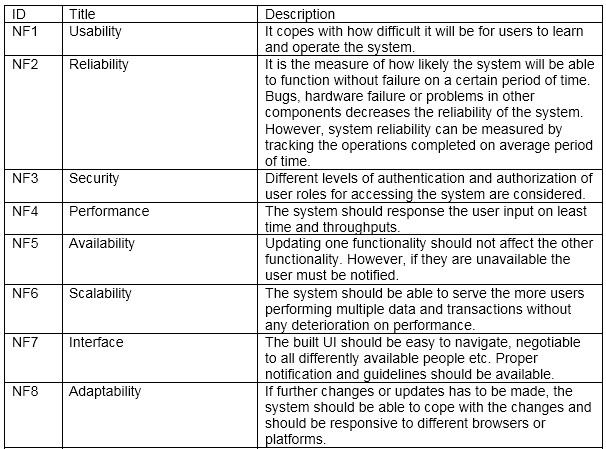 ID Title Description
NF1 Usability It copes with how difficult it will be for users to learn
and operate the system.
NF2 Reliability It is the measure of how likely the system will be able
to function without failure on a certain period of time.
Bugs, hardware failure or problems in other
components decreases the reliability of the system.
However, system reliability can be measured by
tracking the operations completed on average period
of time.
NF3 Security Different levels of authentication and authorization of
user roles for accessing the system are considered.
NF4 Performance The system should response the user input on least
time and throughputs.
NF5 Availability Updating one functionality should not affect the other
functionality. However, if they are unavailable the
user must be notified.
NF6 Scalability The system should be able to serve the more users
performing multiple data and transactions without
any deterioration on performance.
NF7 Interface The built UI should be easy to navigate, negotiable
to all differently available people etc. Proper
notification and guidelines should be available.
NF8 Adaptability If further changes or updates has to be made, the
system should be able to cope with the changes and
should be responsive to different browsers or
platforms.